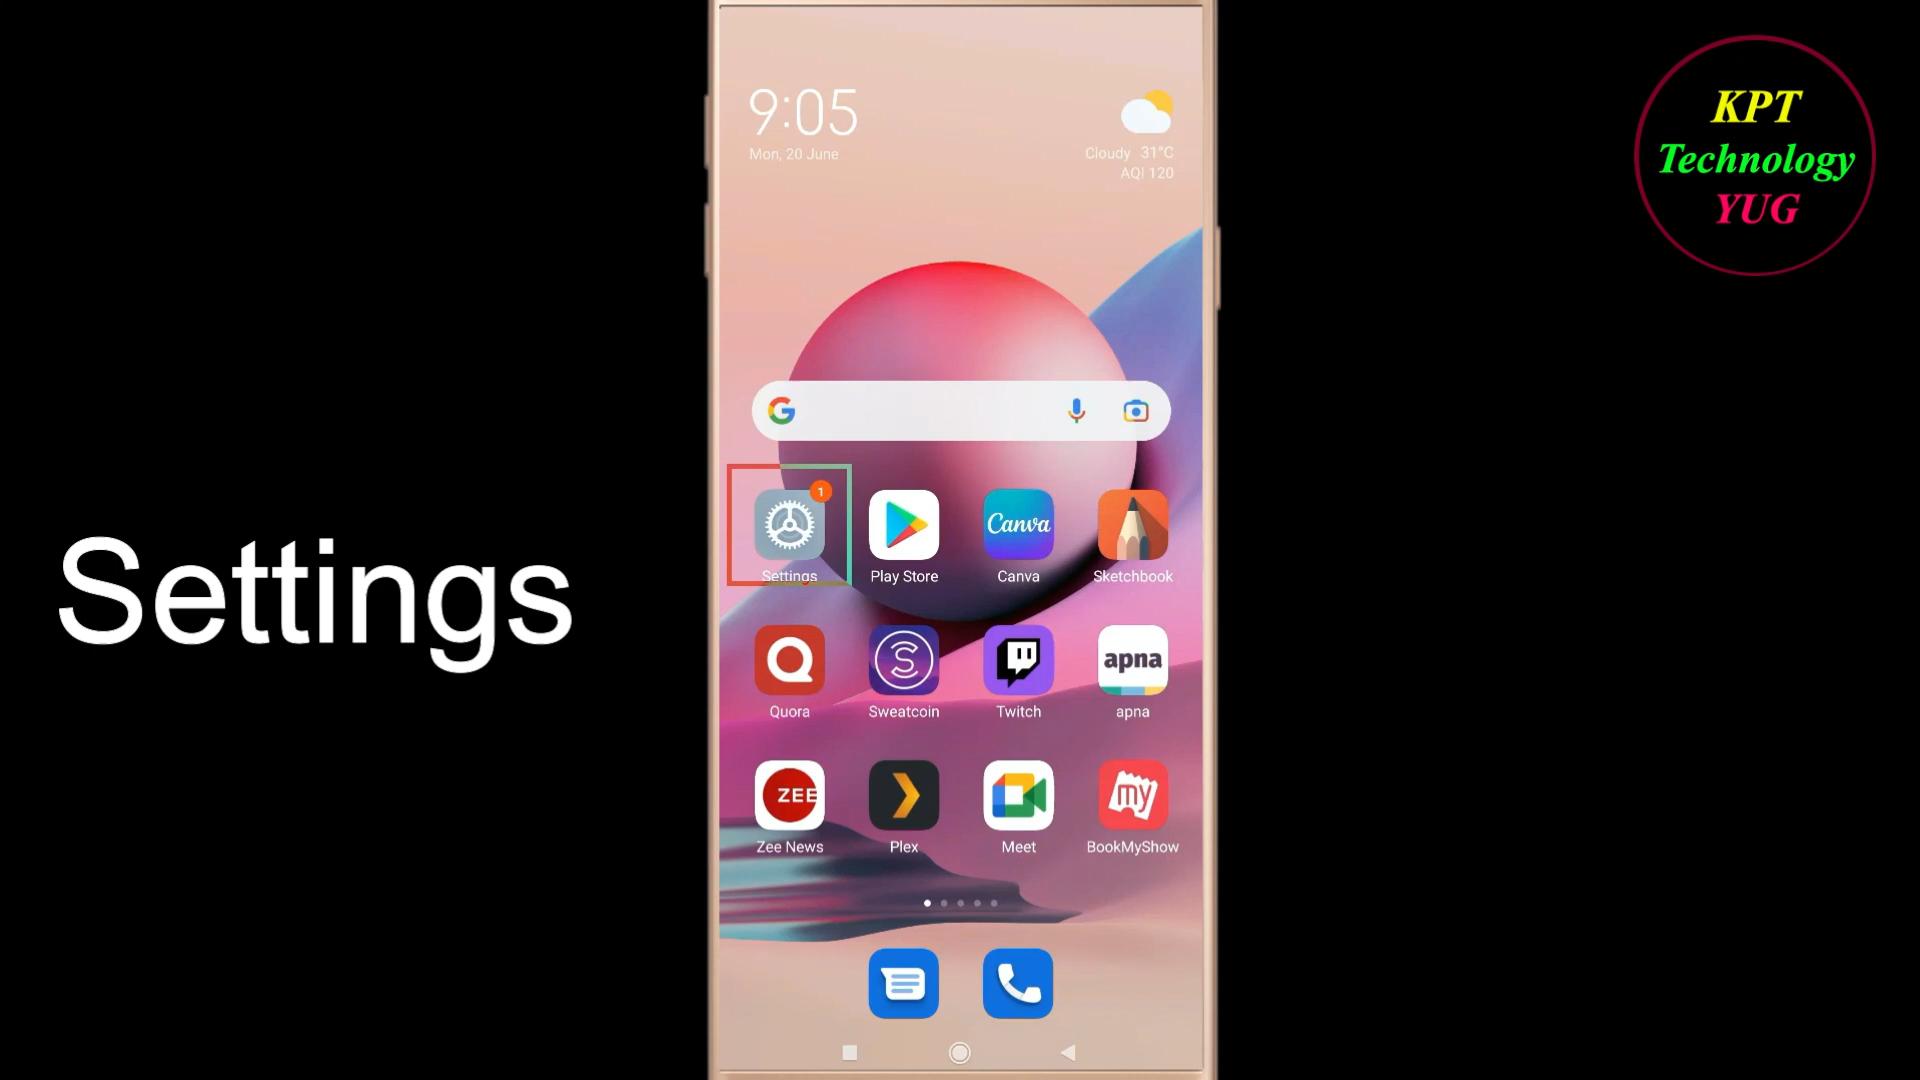 KPT
Technology
YUG
9:05
Mon, 20 June
Cloudy 31°C
AQI 120
1
Canva
Settings
Play Store
Canva
Sketchbook
Settings
apna
Quora
Sweatcoin
Twitch
apna
ZEE
my
Zee News
Plex
Meet
BookMyShow